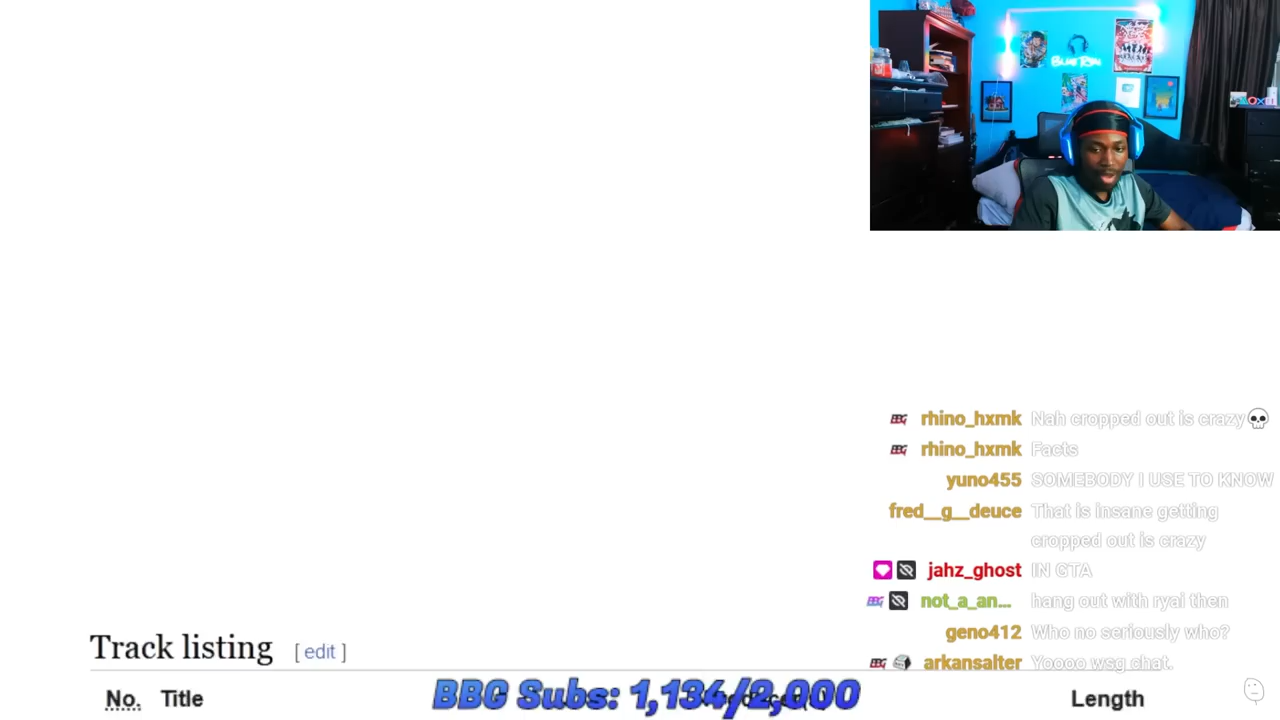 rhino_hxmk Nah cropped out is crazy💀
rhino_hxmk Facts
yuno455 SOMEBODY I USE TO KNOW
fred__g__deuce That is insane getting
cropped out is crazy
jahz_ghost IN GTA
not_a_an... hang out with ryai then
geno412 Who no seriously who?
arkansalter Yoooo wsg chat.
Track listing [ edit ]
No. Title Length
BBG Subs: 1,134/2,000